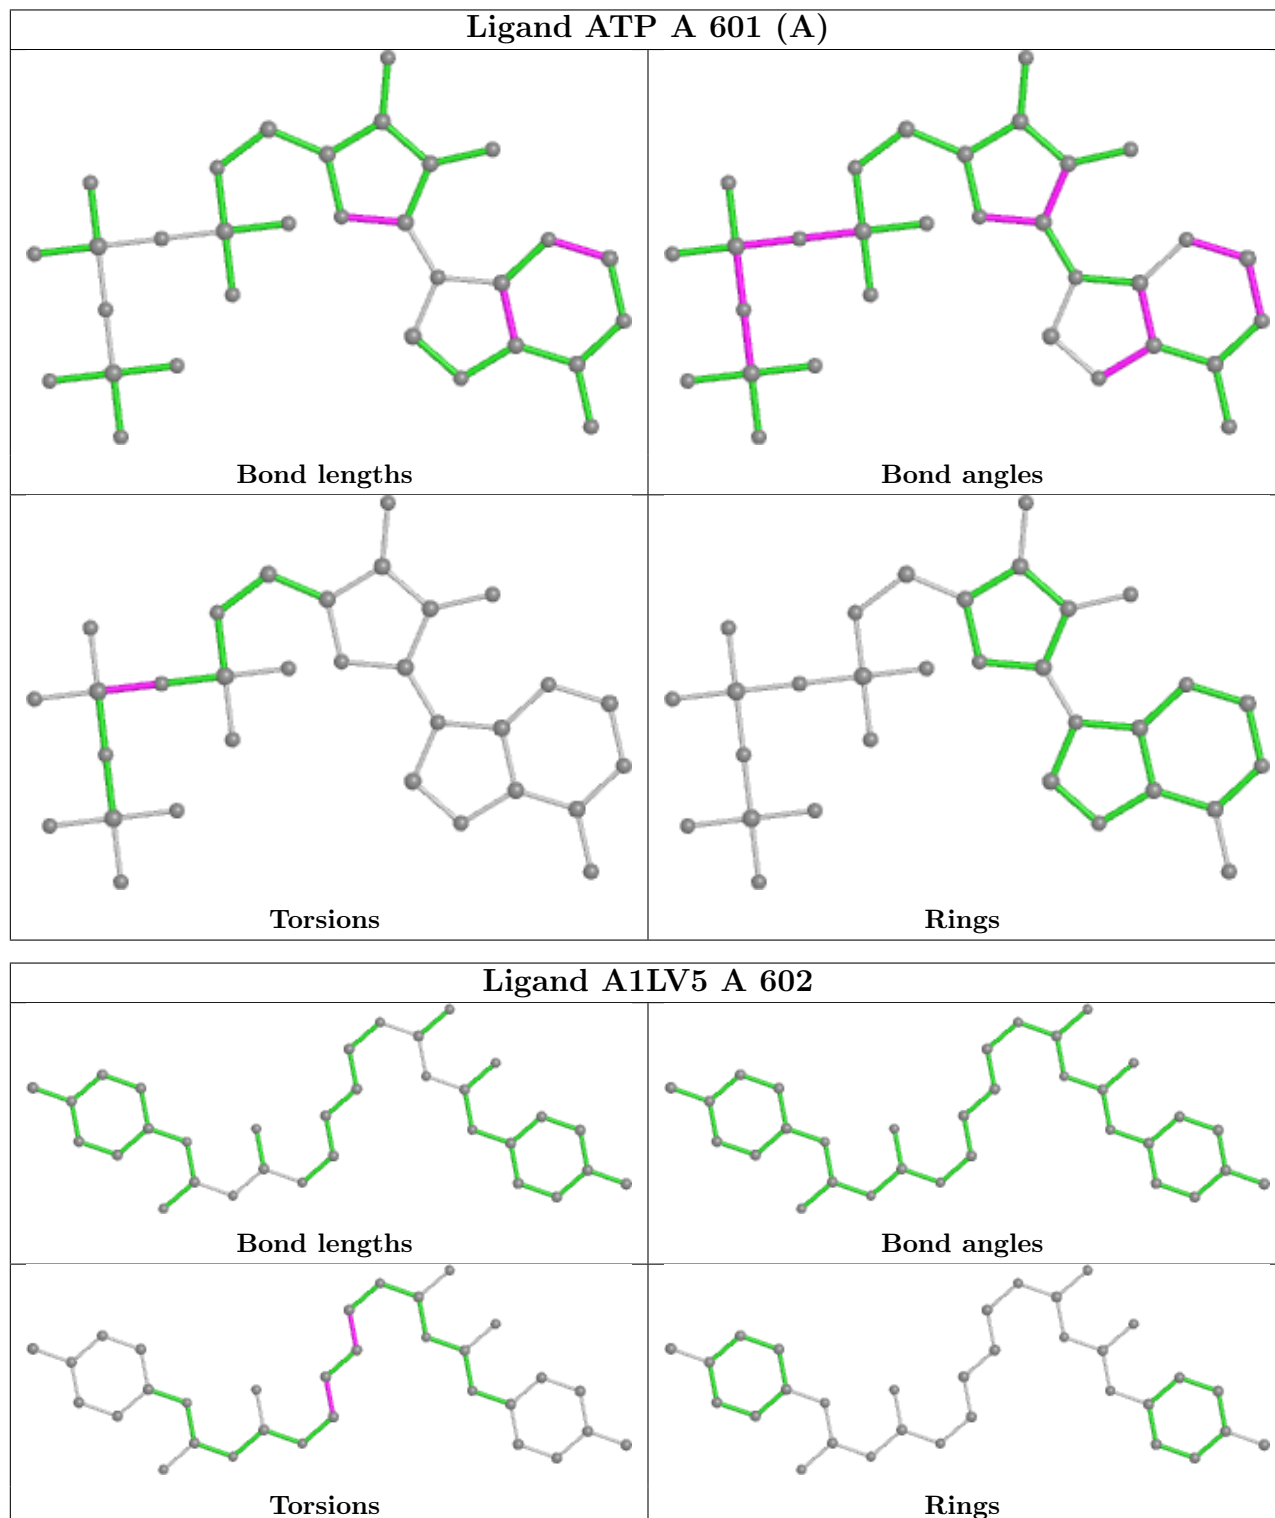 Ligand ATP A 601 (A)
Bond lengths
Bond angles
Torsions
Rings
Ligand A1LV5 A 602
Bond lengths
Bond angles
Torsions
Rings